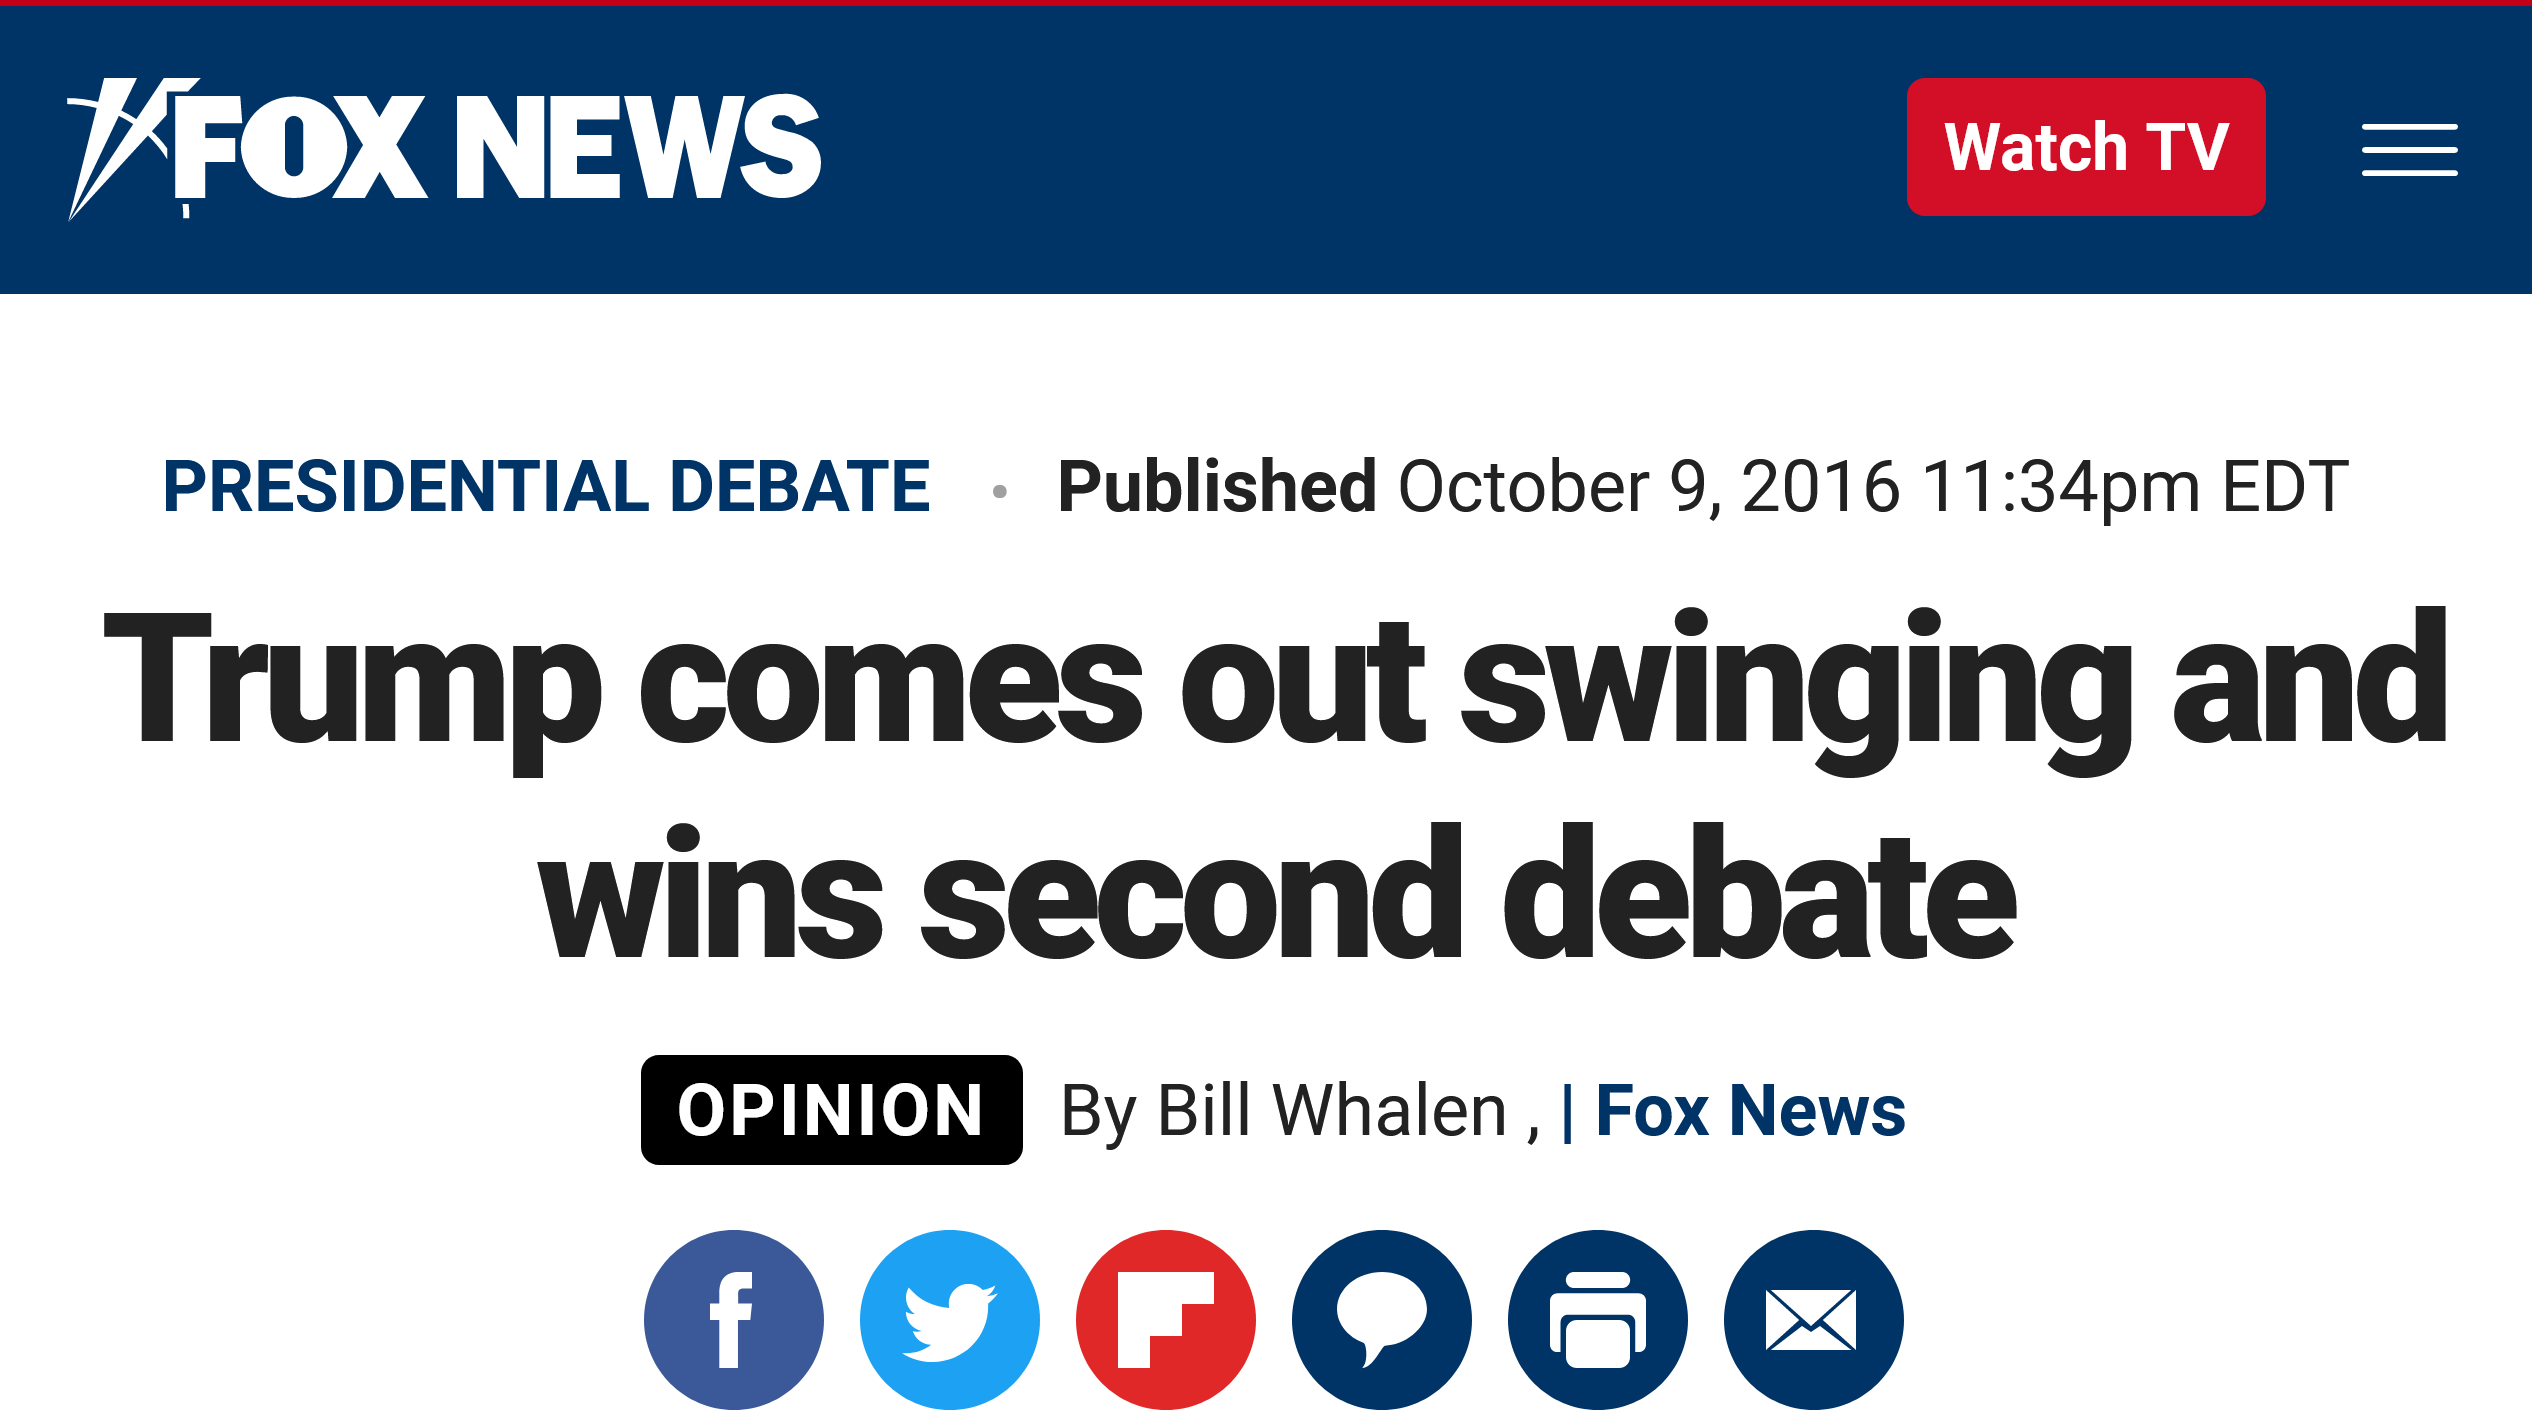 FOX NEWS
Watch TV
PRESIDENTIAL DEBATE · Published October 9, 2016 11:34pm EDT
Trump comes out swinging and
wins second debate
OPINION By Bill Whalen , | Fox News